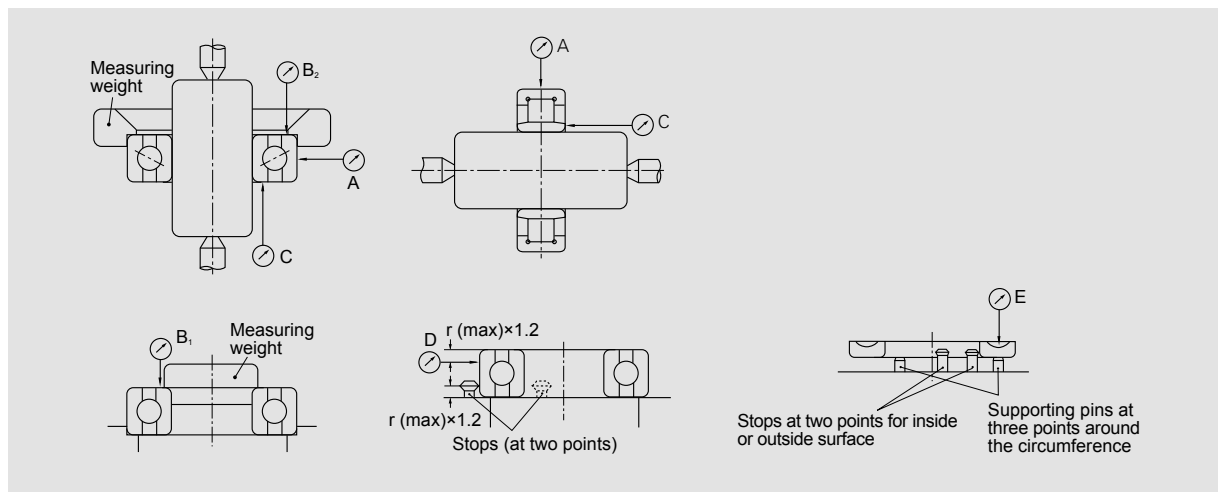 Measuring
weight
B₂
A
C
A
C
B₁
Measuring
weight
D
r (max)×1.2
r (max)×1.2
Stops (at two points)
E
Stops at two points for inside
or outside surface
Supporting pins at
three points around
the circumference